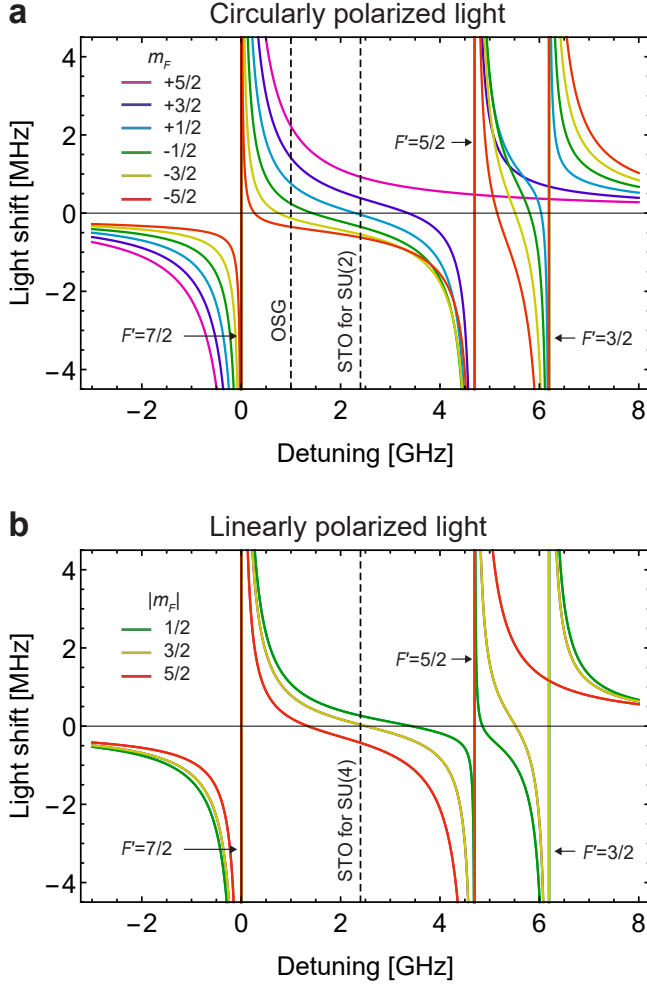 a
Circularly polarized light
m_F
+5/2
+3/2
+1/2
-1/2
-3/2
-5/2
4
2
0
−2
−4
Light shift [MHz]
F'=5/2
F'=7/2
F'=3/2
OSG
STO for SU(2)
−2 0 2 4 6 8
Detuning [GHz]
b
Linearly polarized light
|m_F|
1/2
3/2
5/2
4
2
0
−2
−4
Light shift [MHz]
F'=5/2
F'=7/2
F'=3/2
STO for SU(4)
−2 0 2 4 6 8
Detuning [GHz]